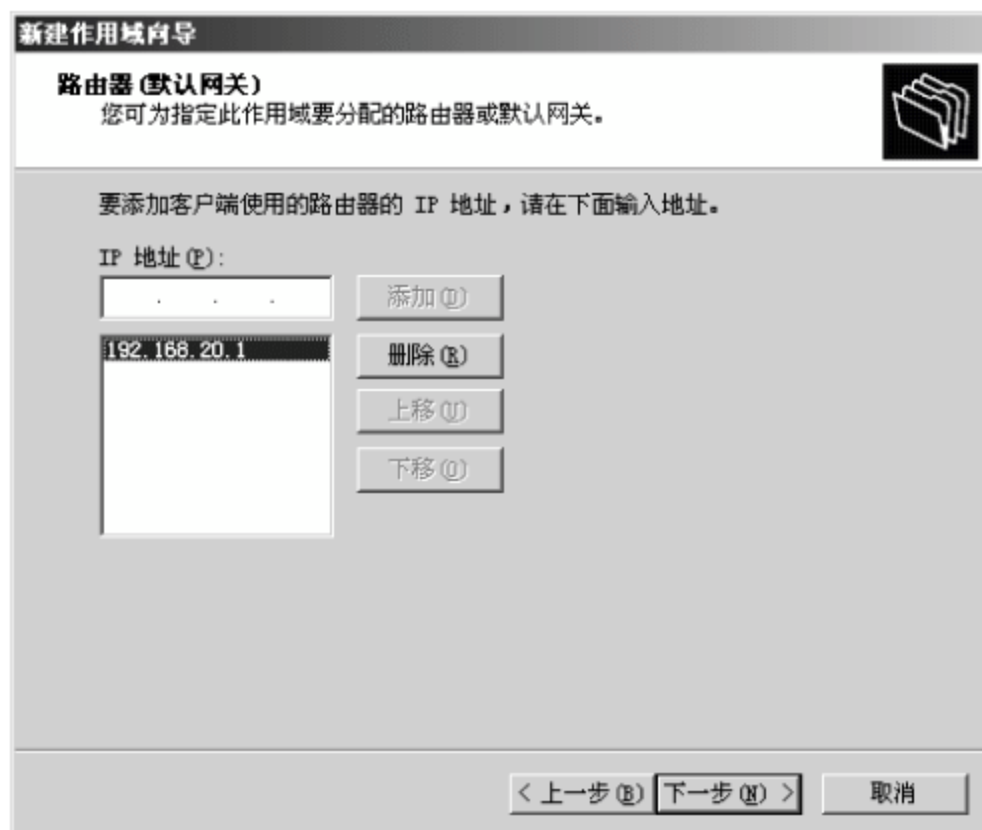 新建作用域向导
路由器(默认网关)
您可为指定此作用域要分配的路由器或默认网关。
要添加客户端使用的路由器的 IP 地址，请在下面输入地址。
IP 地址(P):
. . .
添加(D)
192.168.20.1
删除(R)
上移(U)
下移(O)
< 上一步(B)
下一步(N) >
取消